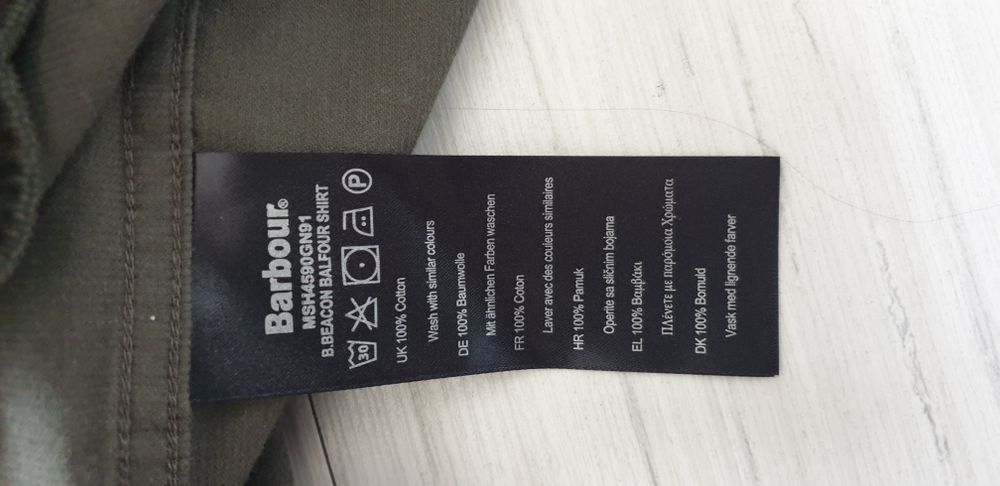 Barbour®
MSH4590GN91
B.BEACON BALFOUR SHIRT
30 P
UK 100% Cotton
Wash with similar colours
DE 100% Baumwolle
Mit ähnlichen Farben waschen
FR 100% Coton
Laver avec des couleurs similaires
HR 100% Pamuk
Operite sa sličnim bojama
EL 100% Βαμβάκι
Πλένετε με παρόμοια Χρώματα
DK 100% Bomuld
Vask med lignende farver